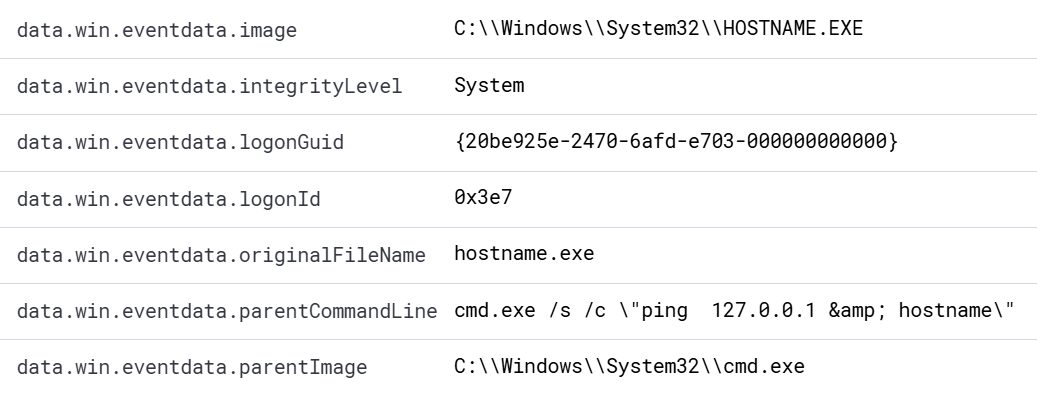 data.win.eventdata.image C:\\Windows\\System32\\HOSTNAME.EXE
data.win.eventdata.integrityLevel System
data.win.eventdata.logonGuid {20be925e-2470-6afd-e703-000000000000}
data.win.eventdata.logonId 0x3e7
data.win.eventdata.originalFileName hostname.exe
data.win.eventdata.parentCommandLine cmd.exe /s /c \"ping  127.0.0.1 &amp; hostname\"
data.win.eventdata.parentImage C:\\Windows\\System32\\cmd.exe